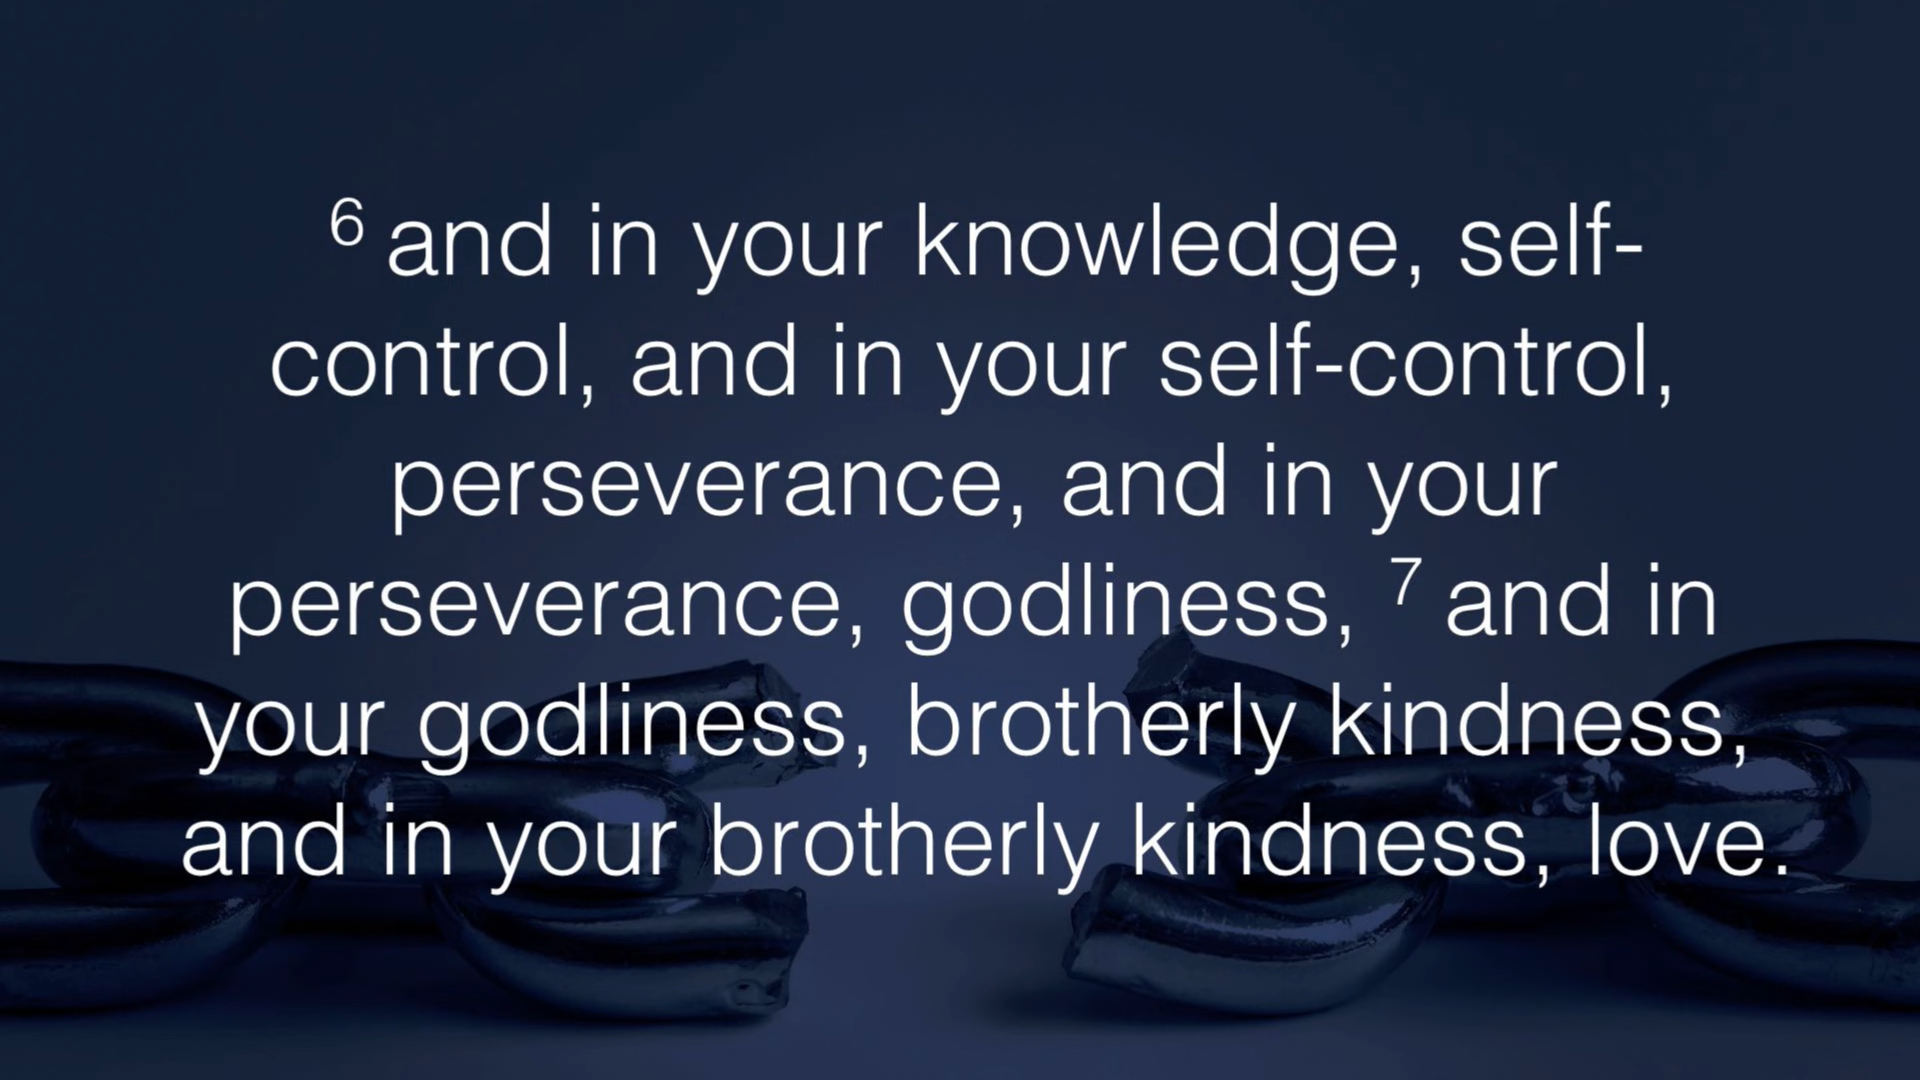 6 and in your knowledge, self-
control, and in your self-control,
perseverance, and in your
perseverance, godliness, 7 and in
your godliness, brotherly kindness,
and in your brotherly kindness, love.